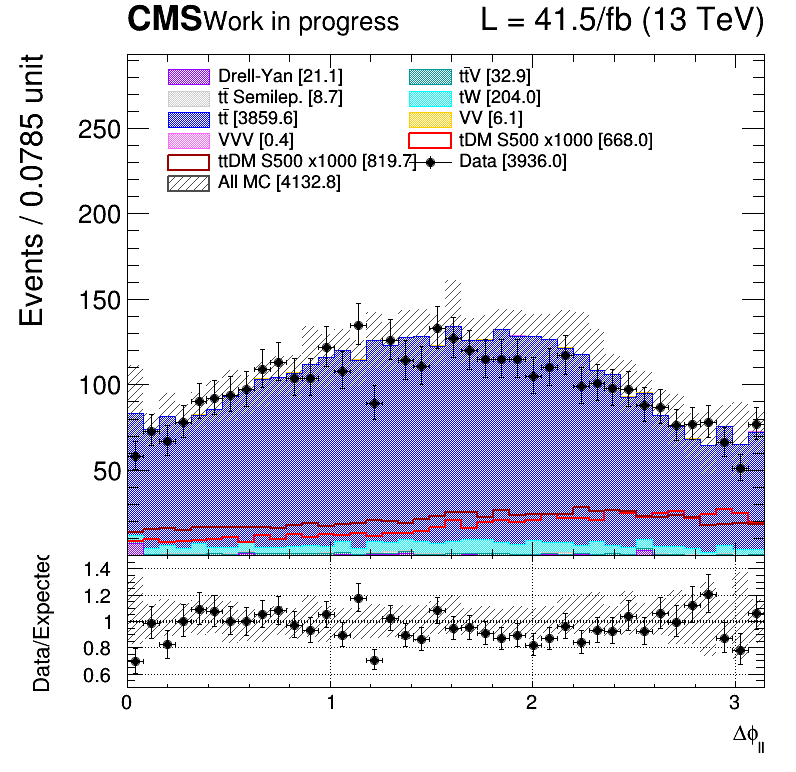 CMS Work in progress L = 41.5/fb (13 TeV)
Events / 0.0785 unit
Drell-Yan [21.1] tt̄V [32.9]
tt̄ Semilep. [8.7] tW [204.0]
tt̄ [3859.6] VV [6.1]
VVV [0.4] tDM S500 x1000 [668.0]
ttDM S500 x1000 [819.7] Data [3936.0]
All MC [4132.8]
250
200
150
100
50
Data/Expected
1.4
1.2
1
0.8
0.6
0 1 2 3
Δϕ_ll